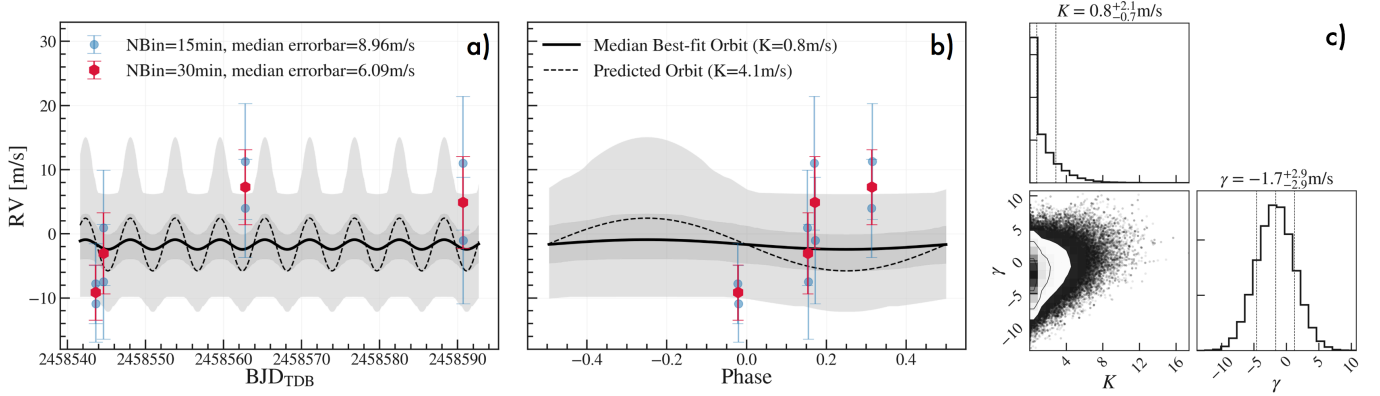 a)
NBin=15min, median errorbar=8.96m/s
NBin=30min, median errorbar=6.09m/s
RV [m/s]
30
20
10
0
−10
2458540 2458550 2458560 2458570 2458580 2458590
BJD_TDB
b)
Median Best-fit Orbit (K=0.8m/s)
Predicted Orbit (K=4.1m/s)
−0.4 −0.2 0.0 0.2 0.4
Phase
c)
K = 0.8+2.1−0.7m/s
γ = −1.7+2.9−2.9m/s
γ
10
5
0
−5
−10
4 8 12 16
K
−10 −5 0 5 10
γ